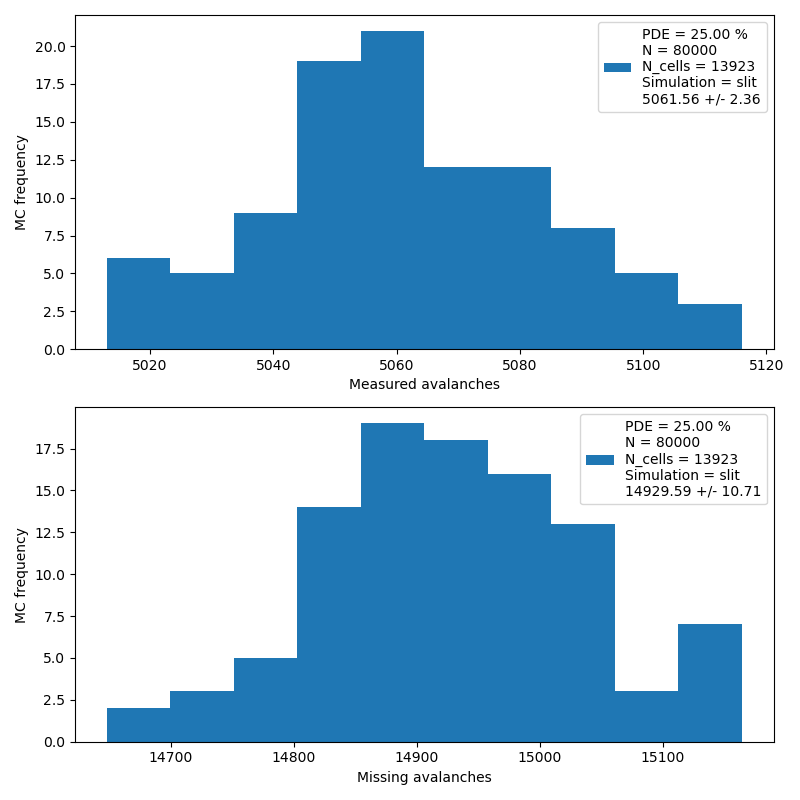 20.0
17.5
15.0
12.5
10.0
7.5
5.0
2.5
0.0
MC frequency
PDE = 25.00 %
N = 80000
N_cells = 13923
Simulation = slit
5061.56 +/- 2.36
5020 5040 5060 5080 5100 5120
Measured avalanches
17.5
15.0
12.5
10.0
7.5
5.0
2.5
0.0
MC frequency
PDE = 25.00 %
N = 80000
N_cells = 13923
Simulation = slit
14929.59 +/- 10.71
14700 14800 14900 15000 15100
Missing avalanches